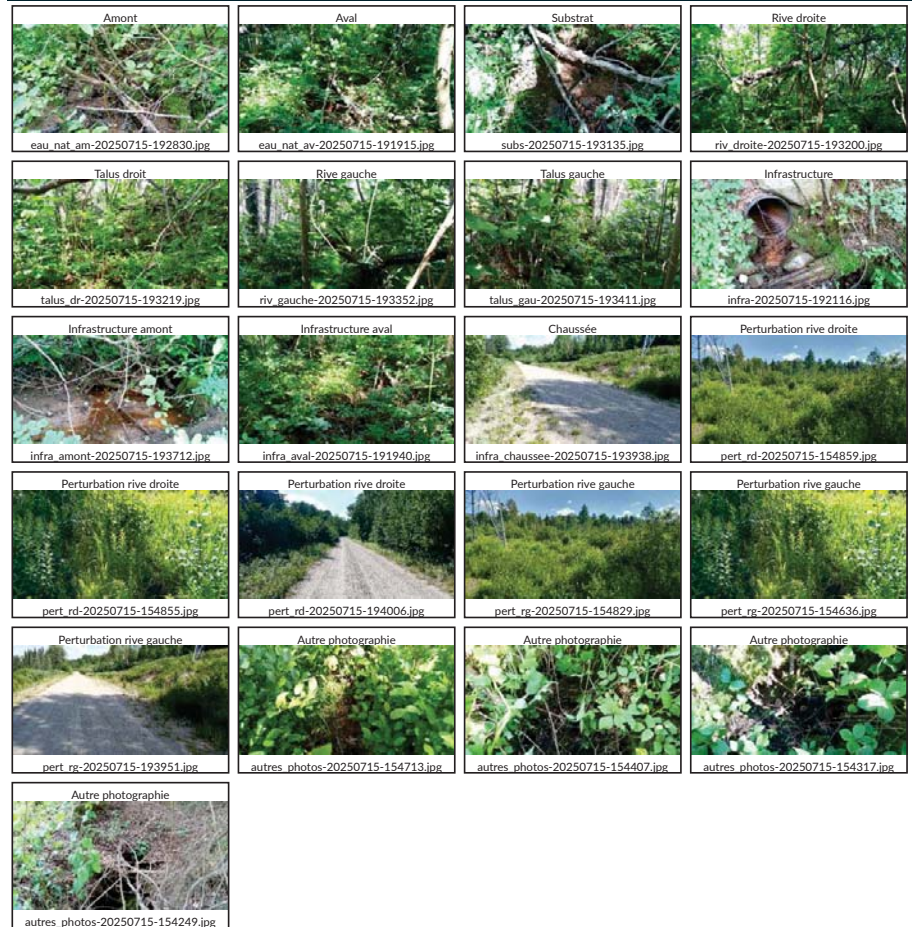 Amont
Aval
Substrat
Rive droite
eau_nat_am-20250715-192830.jpg
eau_nat_av-20250715-191915.jpg
subs-20250715-193135.jpg
riv_droite-20250715-193200.jpg
Talus droit
Rive gauche
Talus gauche
Infrastructure
talus_dr-20250715-193219.jpg
riv_gauche-20250715-193352.jpg
talus_gau-20250715-193411.jpg
infra-20250715-192116.jpg
Infrastructure amont
Infrastructure aval
Chaussée
Perturbation rive droite
infra_amont-20250715-193712.jpg
infra_aval-20250715-191940.jpg
infra_chaussee-20250715-193938.jpg
pert_rd-20250715-154859.jpg
Perturbation rive droite
Perturbation rive droite
Perturbation rive gauche
Perturbation rive gauche
pert_rd-20250715-154855.jpg
pert_rd-20250715-194006.jpg
pert_rg-20250715-154829.jpg
pert_rg-20250715-154636.jpg
Perturbation rive gauche
Autre photographie
Autre photographie
Autre photographie
pert_rg-20250715-193951.jpg
autres_photos-20250715-154713.jpg
autres_photos-20250715-154407.jpg
autres_photos-20250715-154317.jpg
Autre photographie
autres_photos-20250715-154249.jpg